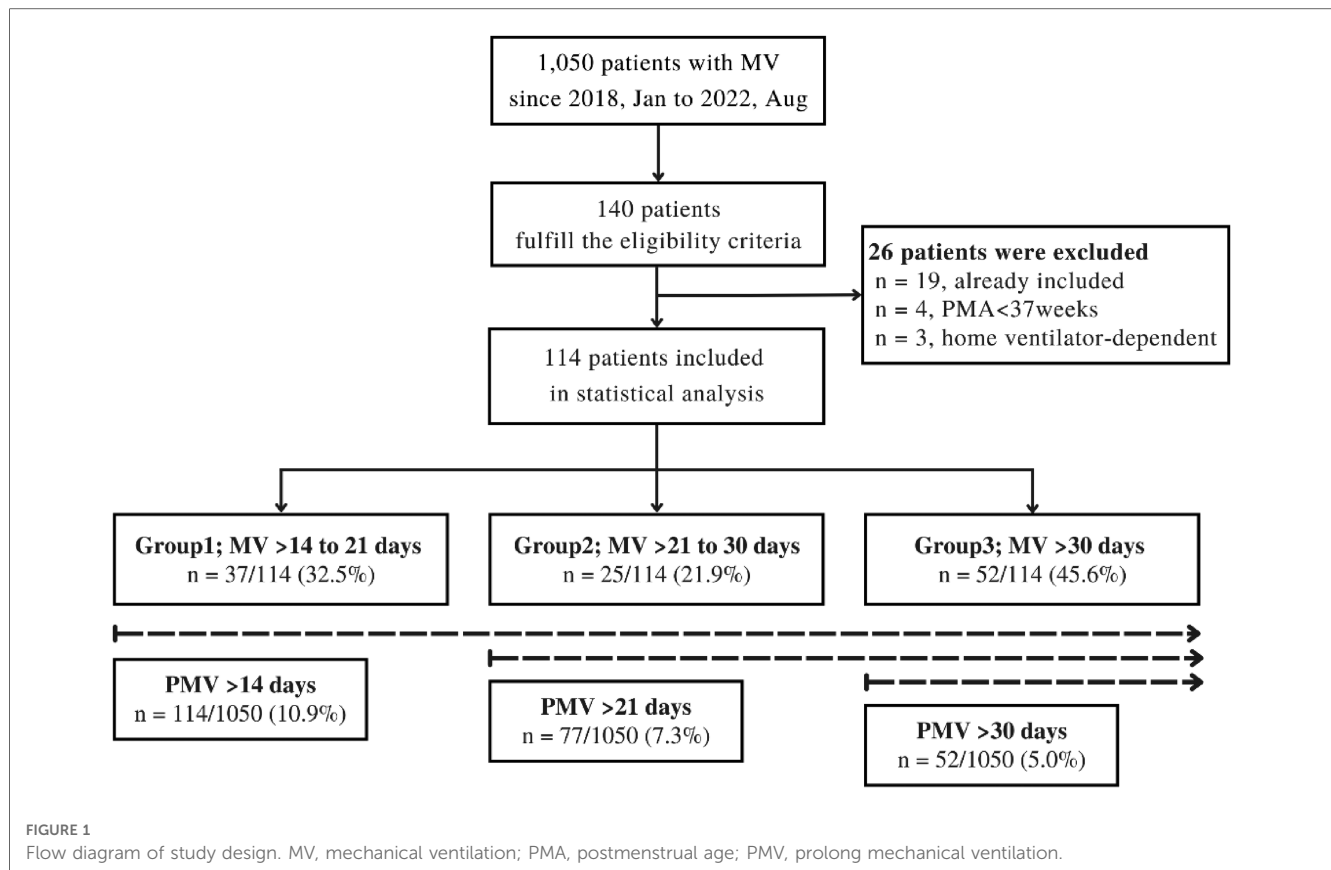 1,050 patients with MV
since 2018, Jan to 2022, Aug
140 patients
fulfill the eligibility criteria
26 patients were excluded
n = 19, already included
n = 4, PMA<37weeks
n = 3, home ventilator-dependent
114 patients included
in statistical analysis
Group1; MV >14 to 21 days
n = 37/114 (32.5%)
Group2; MV >21 to 30 days
n = 25/114 (21.9%)
Group3; MV >30 days
n = 52/114 (45.6%)
PMV >14 days
n = 114/1050 (10.9%)
PMV >21 days
n = 77/1050 (7.3%)
PMV >30 days
n = 52/1050 (5.0%)
FIGURE 1
Flow diagram of study design. MV, mechanical ventilation; PMA, postmenstrual age; PMV, prolong mechanical ventilation.